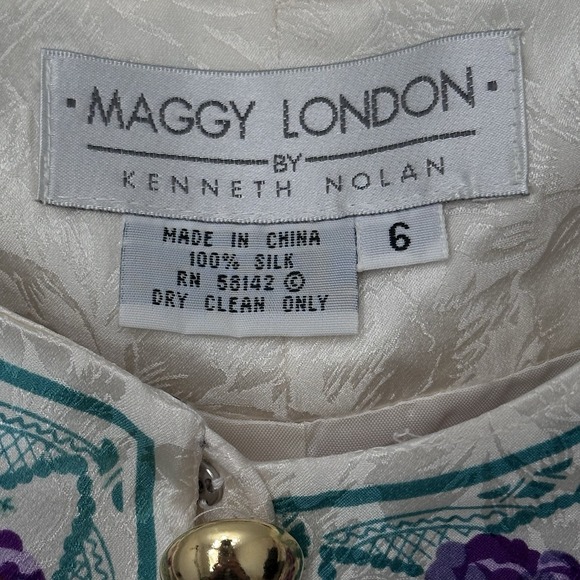 · MAGGY LONDON ·
BY
KENNETH NOLAN
MADE IN CHINA
100% SILK
RN 58142 ©
DRY CLEAN ONLY
6